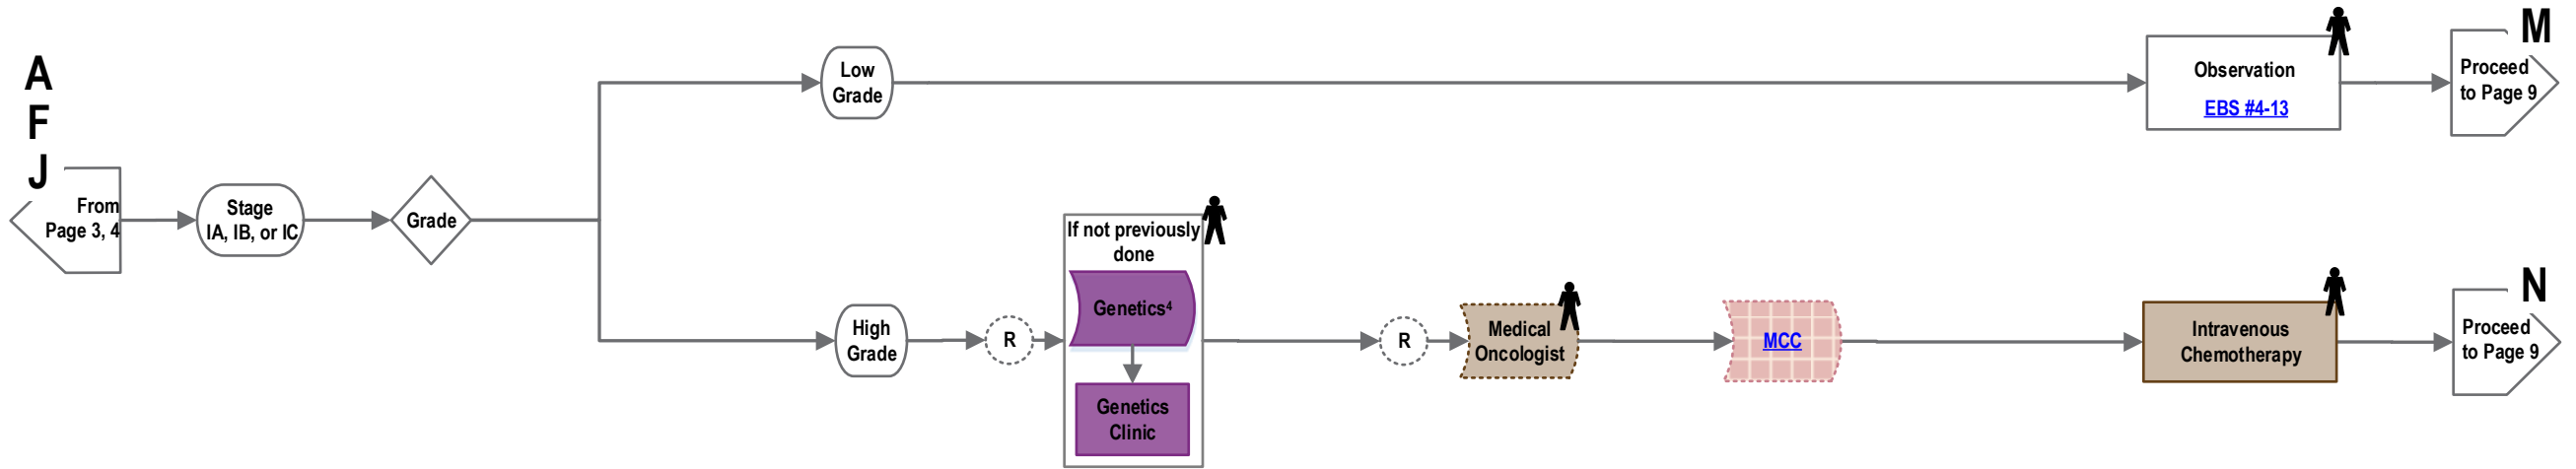 A
F
J
From
Page 3, 4
Stage
IA, IB, or IC
Grade
Low
Grade
Observation
EBS #4-13
M
Proceed
to Page 9
High
Grade
R
If not previously
done
Genetics⁴
Genetics
Clinic
R
Medical
Oncologist
MCC
Intravenous
Chemotherapy
N
Proceed
to Page 9